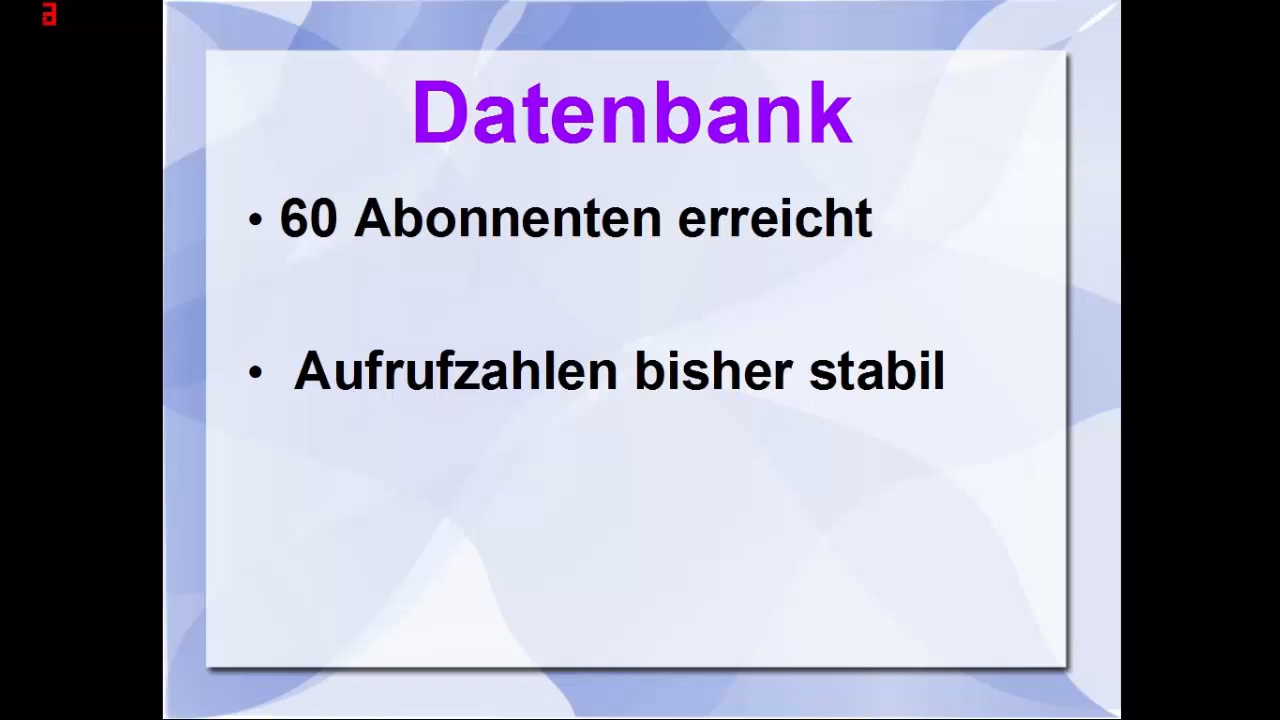 a
Datenbank
• 60 Abonnenten erreicht
• Aufrufzahlen bisher stabil